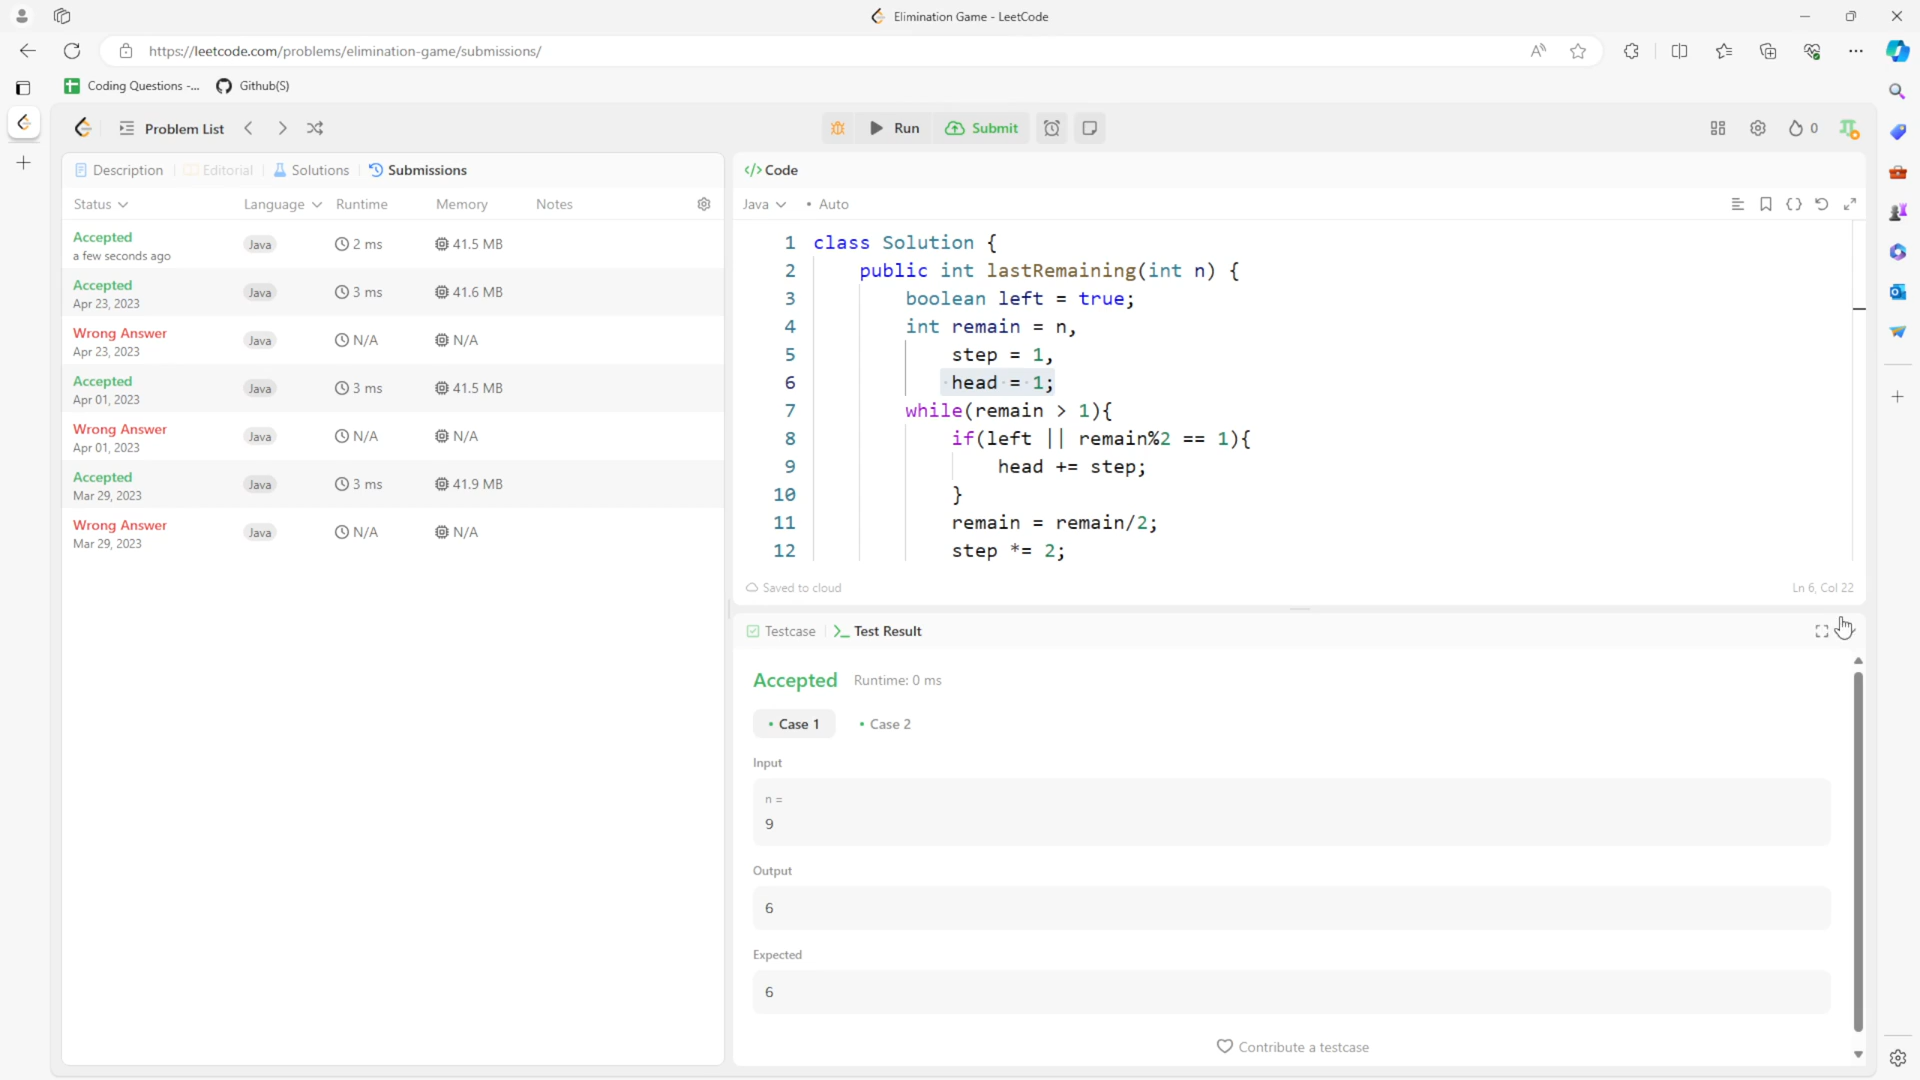 Elimination Game - LeetCode
https://leetcode.com/problems/elimination-game/submissions/
Coding Questions -...
Github(S)
Problem List
Run
Submit
0
Description
Editorial
Solutions
Submissions
Status
Language
Runtime
Memory
Notes
Accepted
a few seconds ago
Java
2 ms
41.5 MB
Accepted
Apr 23, 2023
Java
3 ms
41.6 MB
Wrong Answer
Apr 23, 2023
Java
N/A
N/A
Accepted
Apr 01, 2023
Java
3 ms
41.5 MB
Wrong Answer
Apr 01, 2023
Java
N/A
N/A
Accepted
Mar 29, 2023
Java
3 ms
41.9 MB
Wrong Answer
Mar 29, 2023
Java
N/A
N/A
</> Code
Java
• Auto
1 class Solution {
2 public int lastRemaining(int n) {
3 boolean left = true;
4 int remain = n,
5 step = 1,
6 head = 1;
7 while(remain > 1){
8 if(left || remain%2 == 1){
9 head += step;
10 }
11 remain = remain/2;
12 step *= 2;
Saved to cloud
Ln 6, Col 22
Testcase
>_ Test Result
Accepted
Runtime: 0 ms
• Case 1
• Case 2
Input
n =
9
Output
6
Expected
6
Contribute a testcase